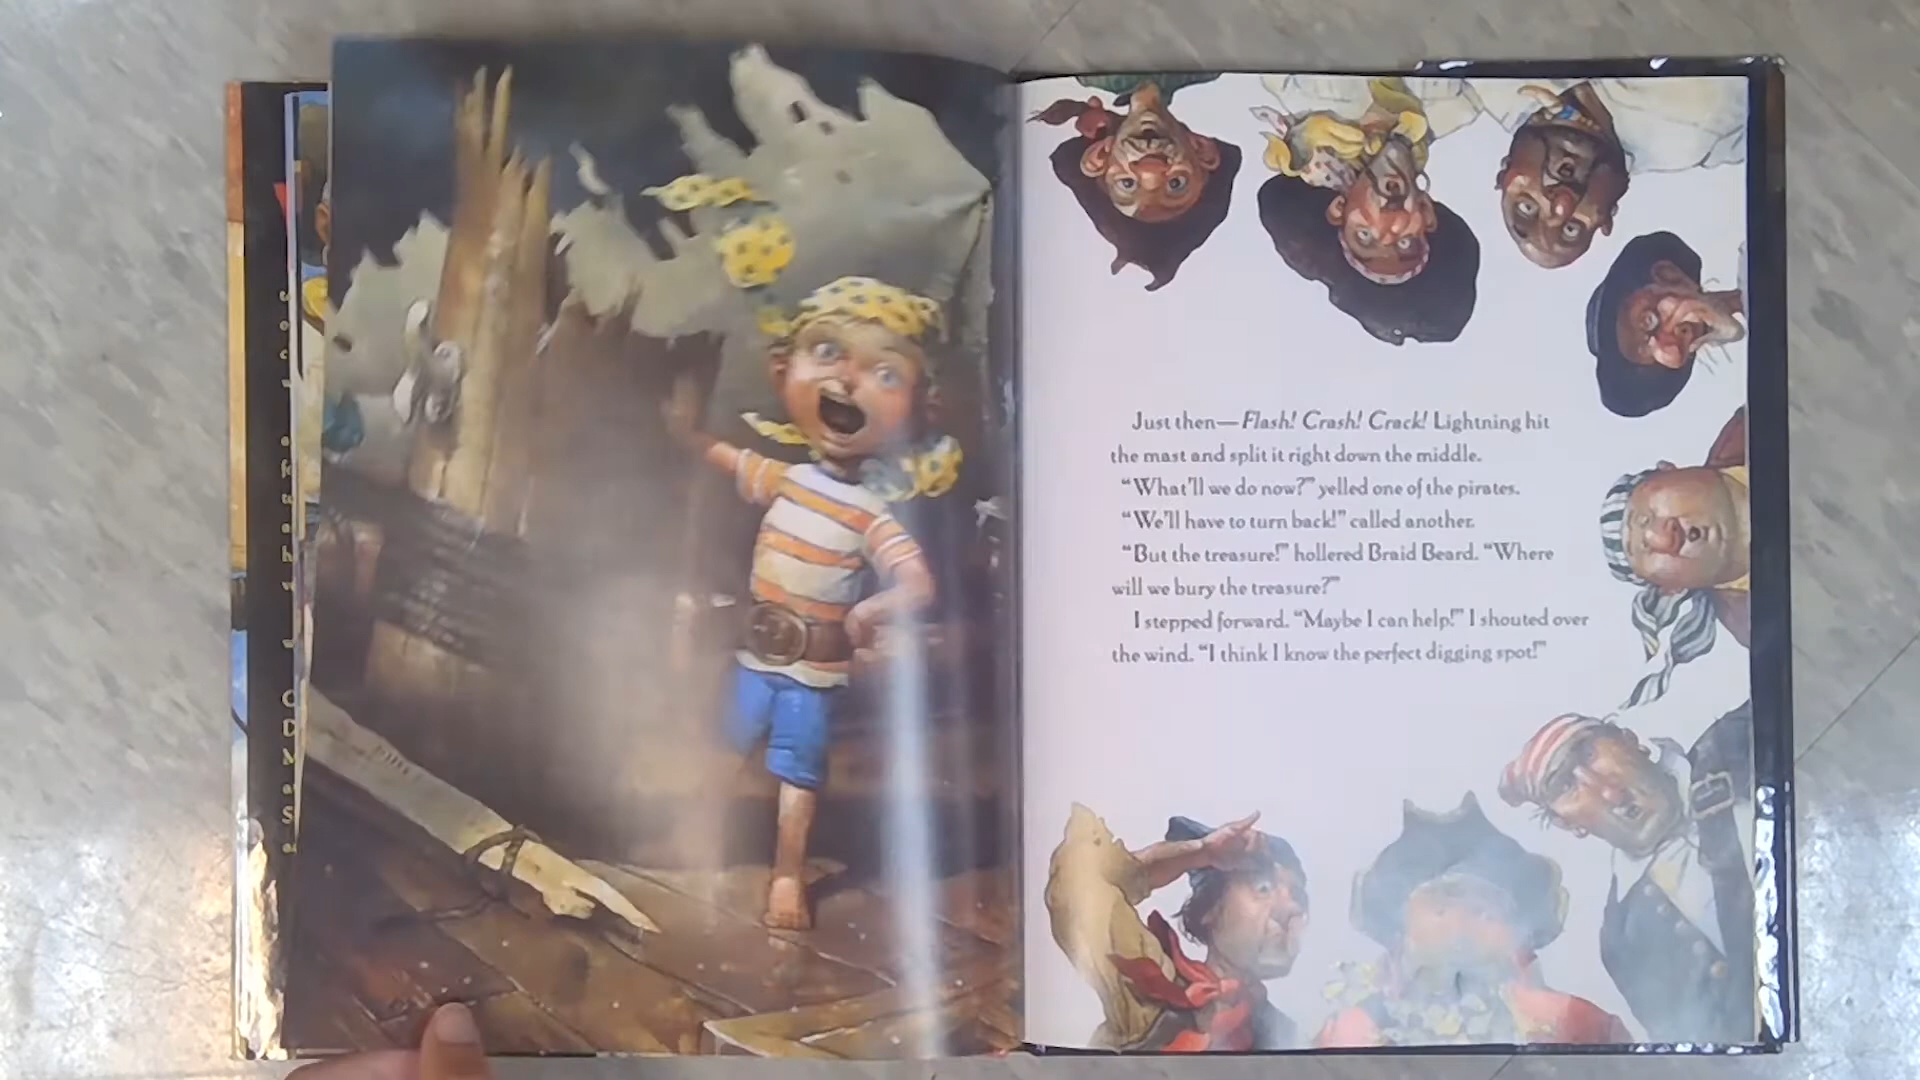 Just then—Flash! Crash! Crack! Lightning hit
the mast and split it right down the middle.
“What’ll we do now?” yelled one of the pirates.
“We’ll have to turn back!” called another.
“But the treasure!” hollered Braid Beard. “Where
will we bury the treasure?”
I stepped forward. “Maybe I can help!” I shouted over
the wind. “I think I know the perfect digging spot!”